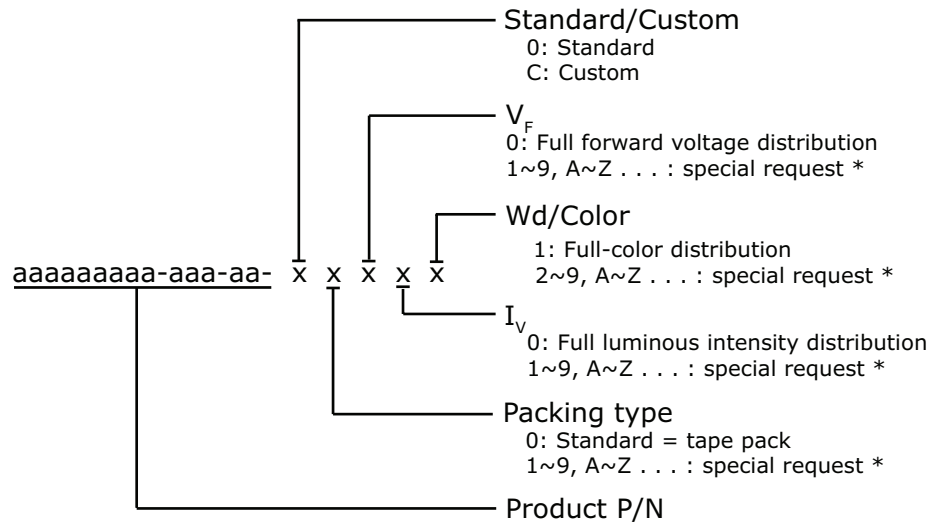 Standard/Custom
0: Standard
C: Custom
VF
0: Full forward voltage distribution
1~9, A~Z . . . : special request *
Wd/Color
1: Full-color distribution
2~9, A~Z . . . : special request *
aaaaaaaaa-aaa-aa- x x x x x
IV
0: Full luminous intensity distribution
1~9, A~Z . . . : special request *
Packing type
0: Standard = tape pack
1~9, A~Z . . . : special request *
Product P/N